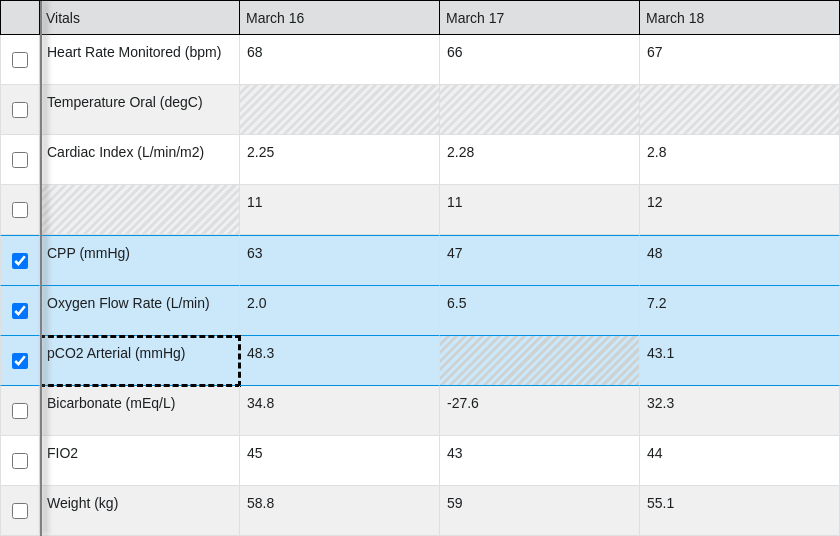 Vitals March 16 March 17 March 18
Heart Rate Monitored (bpm) 68 66 67
Temperature Oral (degC)
Cardiac Index (L/min/m2) 2.25 2.28 2.8
11 11 12
CPP (mmHg) 63 47 48
Oxygen Flow Rate (L/min) 2.0 6.5 7.2
pCO2 Arterial (mmHg) 48.3 43.1
Bicarbonate (mEq/L) 34.8 -27.6 32.3
FIO2 45 43 44
Weight (kg) 58.8 59 55.1